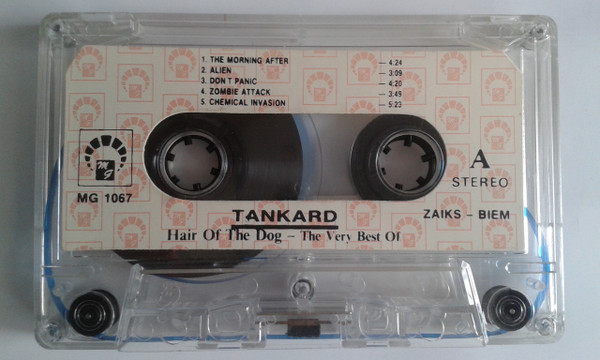 1. THE MORNING AFTER — 4:24
2. ALIEN — 3:09
3. DON'T PANIC — 4:20
4. ZOMBIE ATTACK — 3:49
5. CHEMICAL INVASION — 5:23
MG
MG 1067
A
STEREO
TANKARD
ZAIKS - BIEM
Hair Of The Dog - The Very Best Of